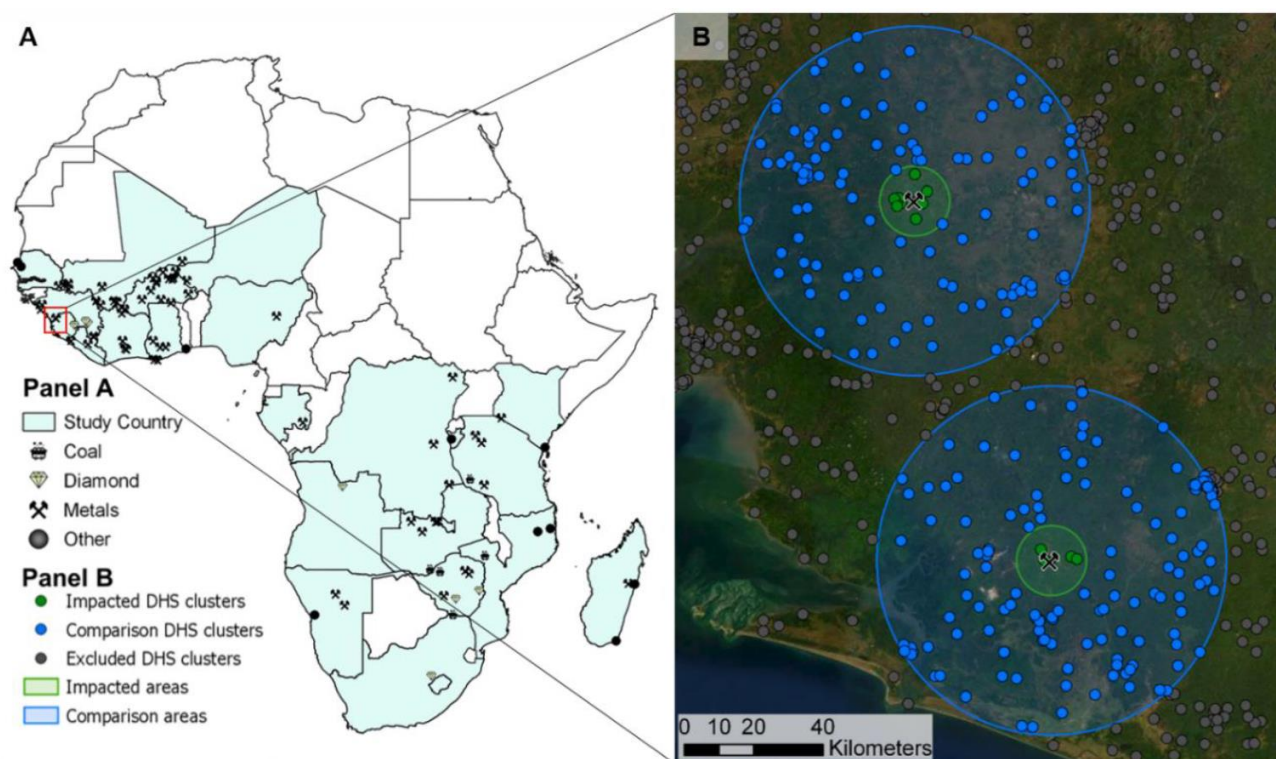 A
Panel A
Study Country
Coal
Diamond
Metals
Other
Panel B
Impacted DHS clusters
Comparison DHS clusters
Excluded DHS clusters
Impacted areas
Comparison areas
B
0 10 20 40
Kilometers